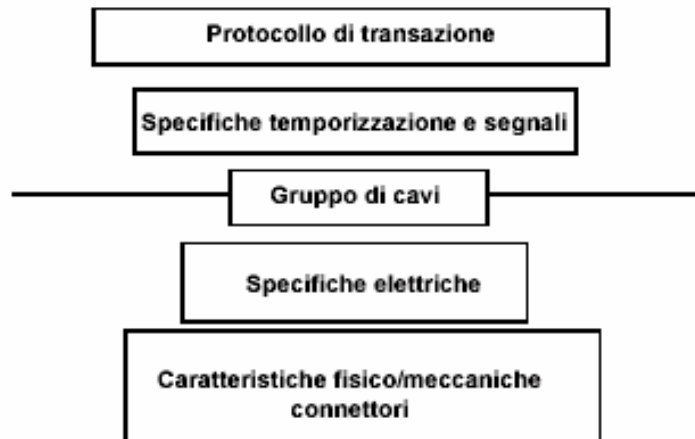 Protocollo di transazione
Specifiche temporizzazione e segnali
Gruppo di cavi
Specifiche elettriche
Caratteristiche fisico/meccaniche
connettori